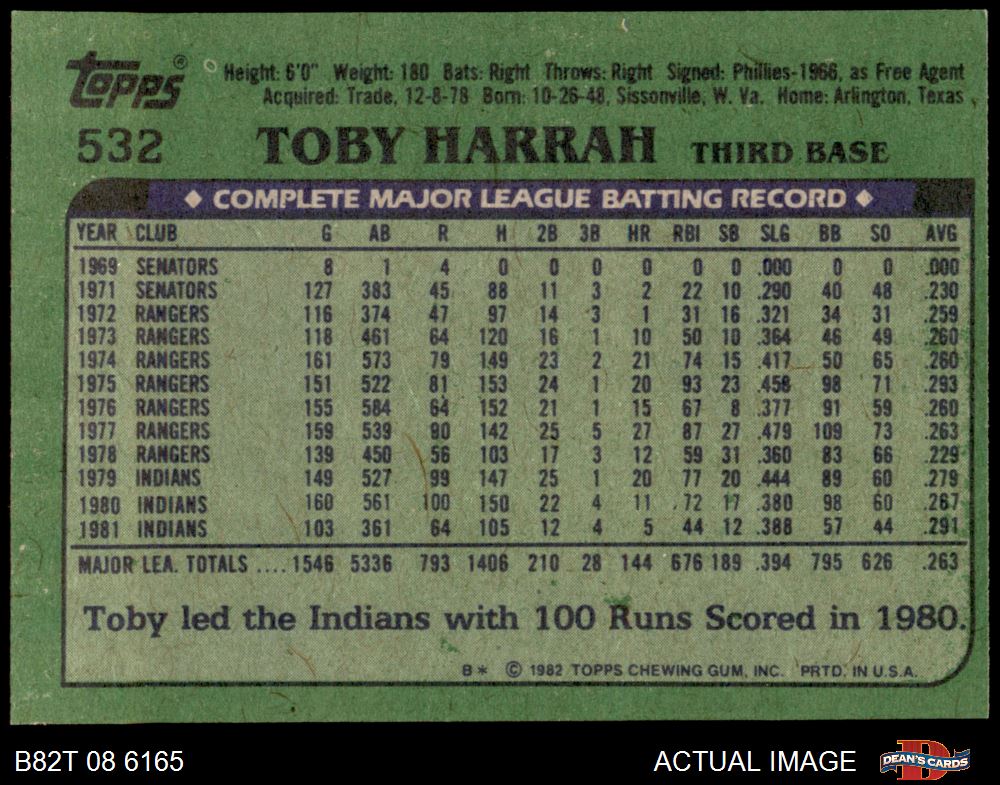 Topps® Height: 6'0" Weight: 180 Bats: Right Throws: Right Signed: Phillies-1966, as Free Agent
Acquired: Trade, 12-8-78 Born: 10-26-48, Sissonville, W. Va. Home: Arlington, Texas
532 TOBY HARRAH THIRD BASE
◆ COMPLETE MAJOR LEAGUE BATTING RECORD ◆
YEAR CLUB G AB R H 2B 3B HR RBI SB SLG BB SO AVG
1969 SENATORS 8 1 4 0 0 0 0 0 0 .000 0 0 .000
1971 SENATORS 127 383 45 88 11 3 2 22 10 .290 40 48 .230
1972 RANGERS 116 374 47 97 14 3 1 31 16 .321 34 31 .259
1973 RANGERS 118 461 64 120 16 1 10 50 10 .364 46 49 .260
1974 RANGERS 161 573 79 149 23 2 21 74 15 .417 50 65 .260
1975 RANGERS 151 522 81 153 24 1 20 93 23 .458 98 71 .293
1976 RANGERS 155 584 64 152 21 1 15 67 8 .377 91 59 .260
1977 RANGERS 159 539 90 142 25 5 27 87 27 .479 109 73 .263
1978 RANGERS 139 450 56 103 17 3 12 59 31 .360 83 66 .229
1979 INDIANS 149 527 99 147 25 1 20 77 20 .444 89 60 .279
1980 INDIANS 160 561 100 150 22 4 11 72 17 .380 98 60 .267
1981 INDIANS 103 361 64 105 12 4 5 44 12 .388 57 44 .291
MAJOR LEA. TOTALS .... 1546 5336 793 1406 210 28 144 676 189 .394 795 626 .263
Toby led the Indians with 100 Runs Scored in 1980.
B* © 1982 TOPPS CHEWING GUM, INC. PRTD. IN U.S.A.
B82T 08 6165 ACTUAL IMAGE D DEAN'S CARDS